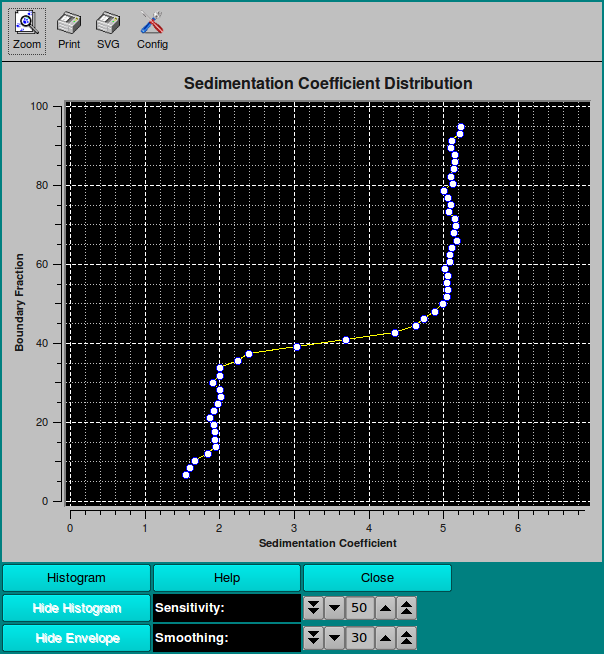 Zoom Print SVG Config
Sedimentation Coefficient Distribution
100
80
60
40
20
0
Boundary Fraction
0 1 2 3 4 5 6
Sedimentation Coefficient
Histogram Help Close
Hide Histogram Sensitivity: 50
Hide Envelope Smoothing: 30